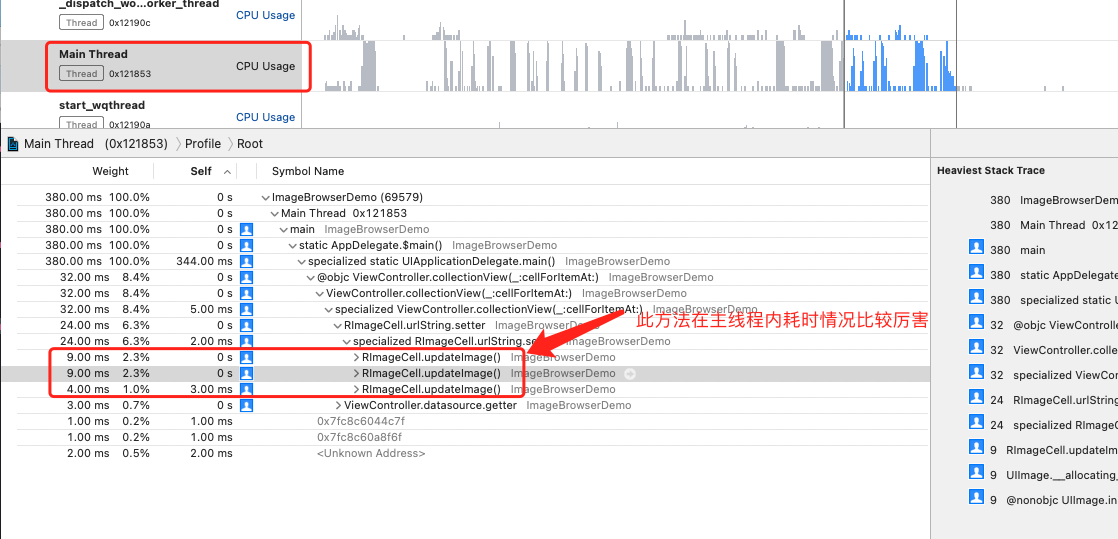 _dispatch_wo...orker_thread
Thread 0x12190c CPU Usage
Main Thread
Thread 0x121853 CPU Usage
start_wqthread
Thread 0x12190a CPU Usage
Main Thread (0x121853) Profile Root
Weight Self Symbol Name
380.00 ms 100.0% 0 s ImageBrowserDemo (69579)
380.00 ms 100.0% 0 s Main Thread 0x121853
380.00 ms 100.0% 0 s main ImageBrowserDemo
380.00 ms 100.0% 0 s static AppDelegate.$main() ImageBrowserDemo
380.00 ms 100.0% 344.00 ms specialized static UIApplicationDelegate.main() ImageBrowserDemo
32.00 ms 8.4% 0 s @objc ViewController.collectionView(_:cellForItemAt:) ImageBrowserDemo
32.00 ms 8.4% 0 s ViewController.collectionView(_:cellForItemAt:) ImageBrowserDemo
32.00 ms 8.4% 5.00 ms specialized ViewController.collectionView(_:cellForItemAt:) ImageBrowserDemo
24.00 ms 6.3% 0 s RImageCell.urlString.setter ImageBrowserDemo
24.00 ms 6.3% 2.00 ms specialized RImageCell.urlString.se ImageBrowserDemo
此方法在主线程内耗时情况比较厉害
9.00 ms 2.3% 0 s RImageCell.updateImage() ImageBrowserDemo
9.00 ms 2.3% 0 s RImageCell.updateImage() ImageBrowserDemo
4.00 ms 1.0% 3.00 ms RImageCell.updateImage() ImageBrowserDemo
3.00 ms 0.7% 0 s ViewController.datasource.getter ImageBrowserDemo
1.00 ms 0.2% 1.00 ms 0x7fc8c6044c7f
1.00 ms 0.2% 1.00 ms 0x7fc8c60a8f6f
2.00 ms 0.5% 2.00 ms <Unknown Address>
Heaviest Stack Trace
380 ImageBrowserDem
380 Main Thread 0x12
380 main
380 static AppDelegate
380 specialized static U
32 @objc ViewControl
32 ViewController.colle
32 specialized ViewCon
24 RImageCell.urlString
24 specialized RImageC
9 RImageCell.updateIm
9 UIImage.__allocating_
9 @nonobjc UIImage.in